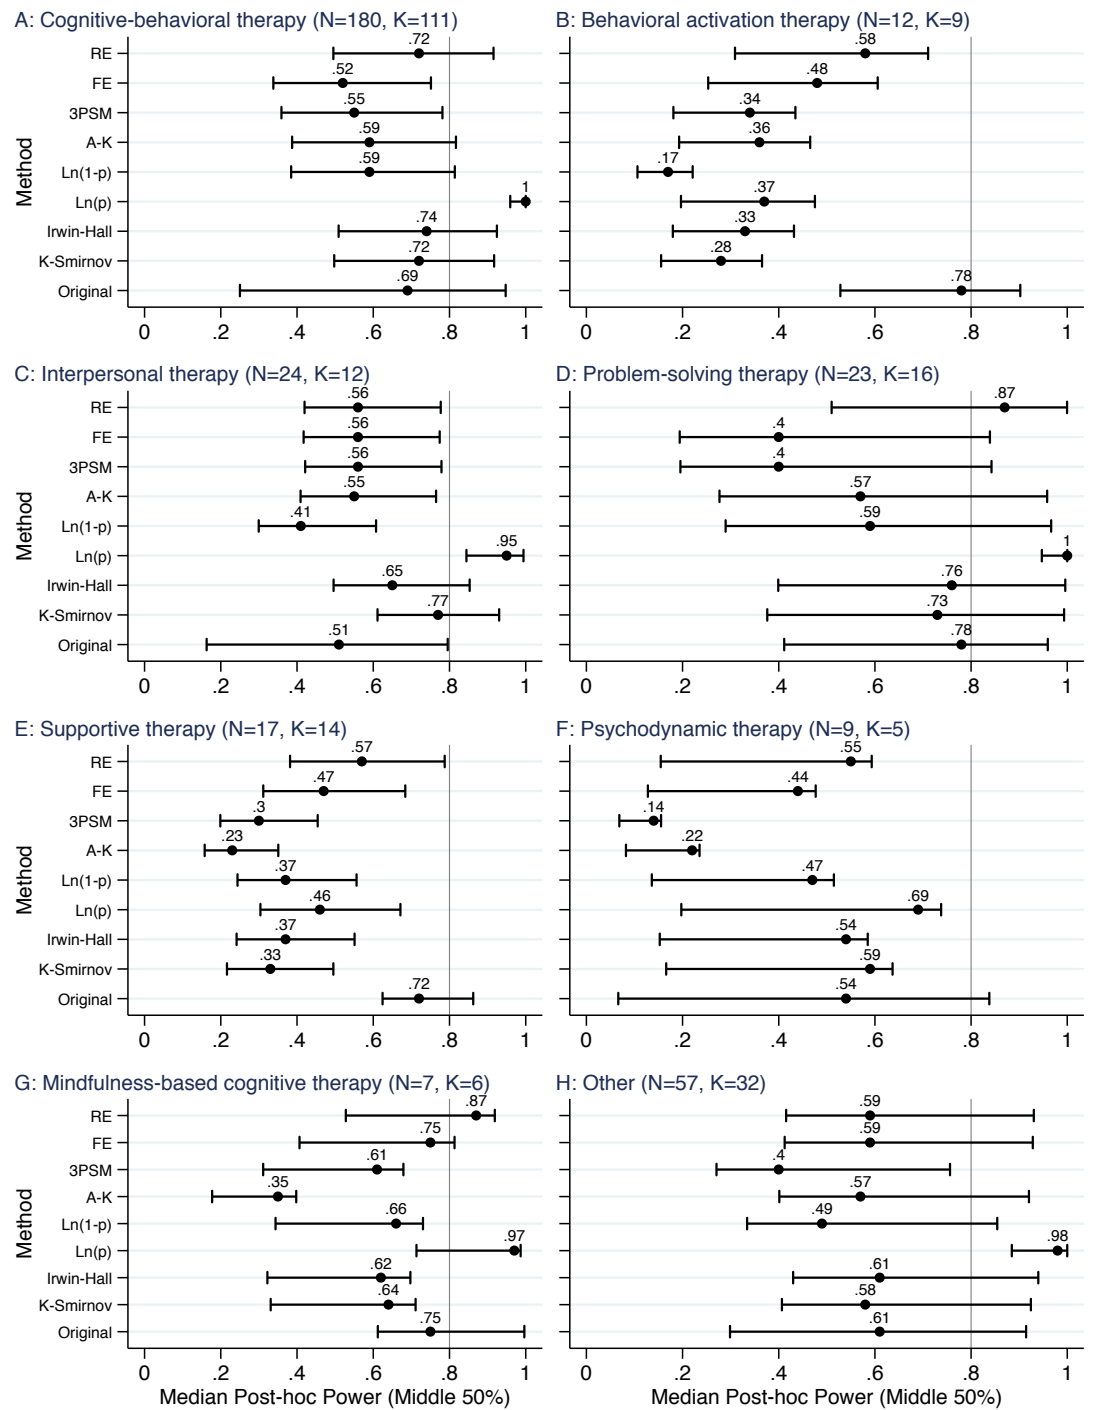 A: Cognitive-behavioral therapy (N=180, K=111)
Method
RE .72
FE .52
3PSM .55
A-K .59
Ln(1-p) .59
Ln(p) 1
Irwin-Hall .74
K-Smirnov .72
Original .69
0 .2 .4 .6 .8 1
B: Behavioral activation therapy (N=12, K=9)
.58
.48
.34
.36
.17
.37
.33
.28
.78
0 .2 .4 .6 .8 1
C: Interpersonal therapy (N=24, K=12)
Method
RE .56
FE .56
3PSM .56
A-K .55
Ln(1-p) .41
Ln(p) .95
Irwin-Hall .65
K-Smirnov .77
Original .51
0 .2 .4 .6 .8 1
D: Problem-solving therapy (N=23, K=16)
.87
.4
.4
.57
.59
1
.76
.73
.78
0 .2 .4 .6 .8 1
E: Supportive therapy (N=17, K=14)
Method
RE .57
FE .47
3PSM .3
A-K .23
Ln(1-p) .37
Ln(p) .46
Irwin-Hall .37
K-Smirnov .33
Original .72
0 .2 .4 .6 .8 1
F: Psychodynamic therapy (N=9, K=5)
.55
.44
.14
.22
.47
.69
.54
.59
.54
0 .2 .4 .6 .8 1
G: Mindfulness-based cognitive therapy (N=7, K=6)
Method
RE .87
FE .75
3PSM .61
A-K .35
Ln(1-p) .66
Ln(p) .97
Irwin-Hall .62
K-Smirnov .64
Original .75
0 .2 .4 .6 .8 1
Median Post-hoc Power (Middle 50%)
H: Other (N=57, K=32)
.59
.59
.4
.57
.49
.98
.61
.58
.61
0 .2 .4 .6 .8 1
Median Post-hoc Power (Middle 50%)